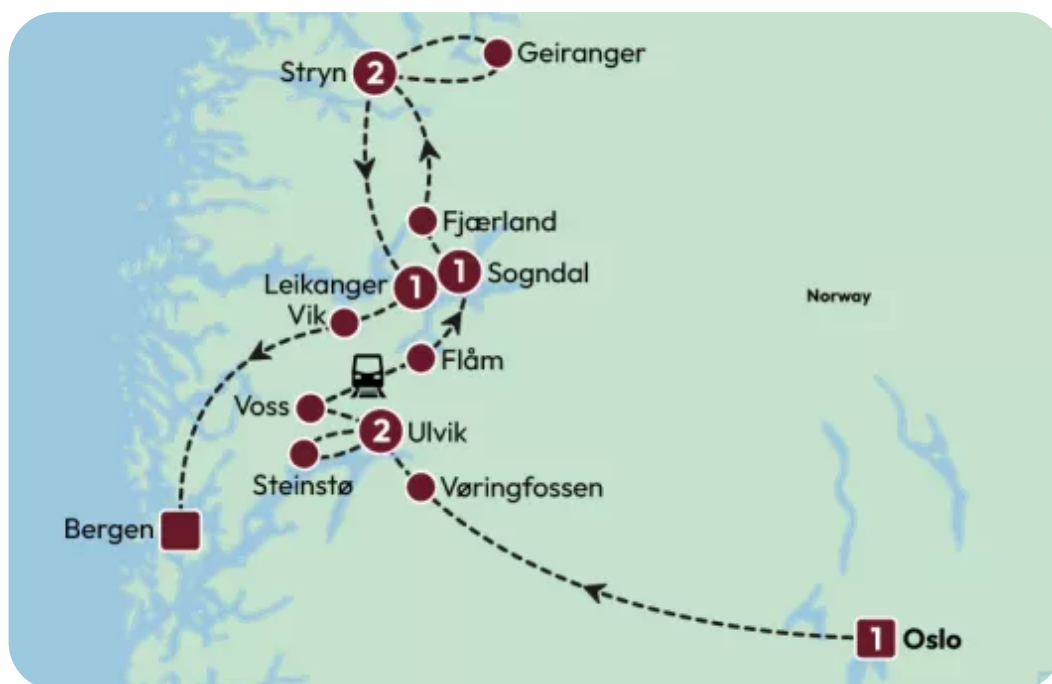 Geiranger
Stryn 2
Fjærland
1 Sogndal
Leikanger 1
Norway
Vik
Flåm
Voss
2 Ulvik
Steinstø
Vøringfossen
Bergen
1 Oslo